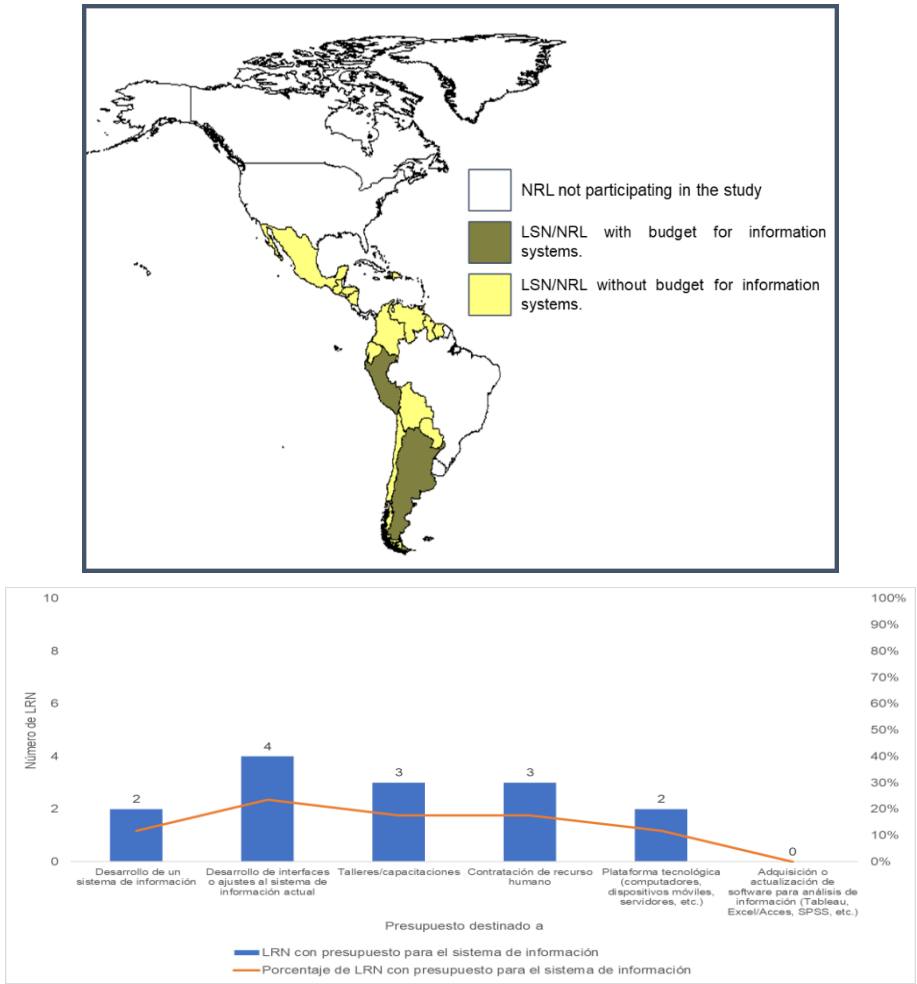 NRL not participating in the study
LSN/NRL with budget for information
systems.
LSN/NRL without budget for information
systems.
10
8
6
4
2
0
Número de LRN
100%
90%
80%
70%
60%
50%
40%
30%
20%
10%
0%
2
4
3
3
2
0
Desarrollo de un
sistema de información
Desarrollo de interfaces
o ajustes al sistema de
información actual
Talleres/capacitaciones
Contratación de recurso
humano
Plataforma tecnológica
(computadores,
dispositivos móviles,
servidores, etc.)
Adquisición o
actualización de
software para análisis de
información (Tableau,
Excel/Acces, SPSS, etc.)
Presupuesto destinado a
LRN con presupuesto para el sistema de información
Porcentaje de LRN con presupuesto para el sistema de información